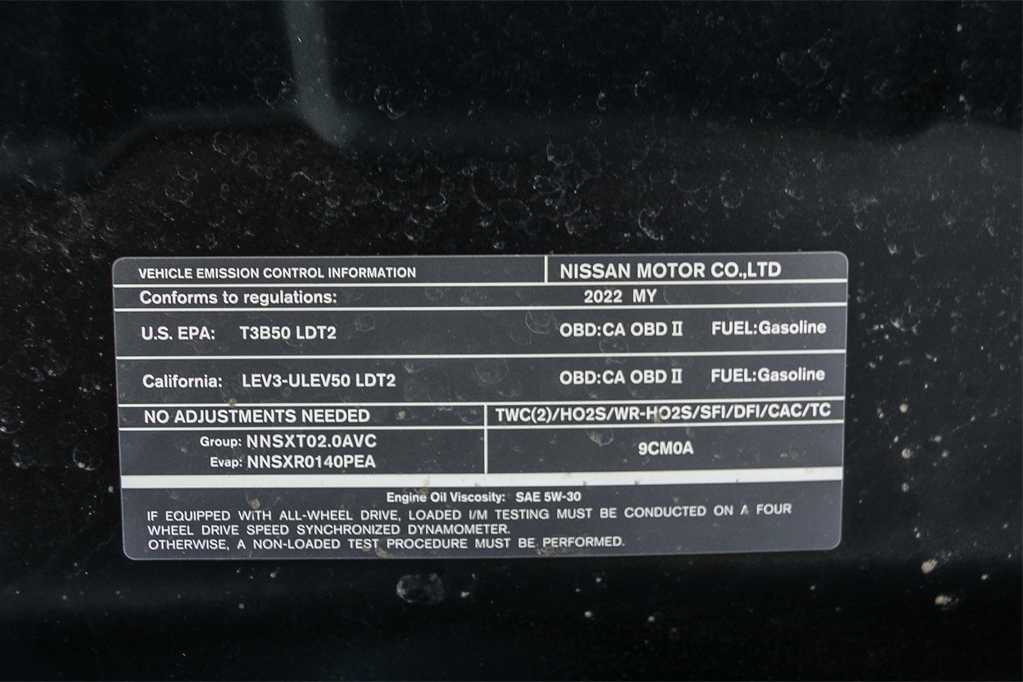 VEHICLE EMISSION CONTROL INFORMATION NISSAN MOTOR CO.,LTD
Conforms to regulations: 2022 MY
U.S. EPA: T3B50 LDT2 OBD:CA OBD II FUEL:Gasoline
California: LEV3-ULEV50 LDT2 OBD:CA OBD II FUEL:Gasoline
NO ADJUSTMENTS NEEDED TWC(2)/HO2S/WR-HO2S/SFI/DFI/CAC/TC
Group: NNSXT02.0AVC
Evap: NNSXR0140PEA
9CM0A
Engine Oil Viscosity: SAE 5W-30
IF EQUIPPED WITH ALL-WHEEL DRIVE, LOADED I/M TESTING MUST BE CONDUCTED ON A FOUR
WHEEL DRIVE SPEED SYNCHRONIZED DYNAMOMETER.
OTHERWISE, A NON-LOADED TEST PROCEDURE MUST BE PERFORMED.